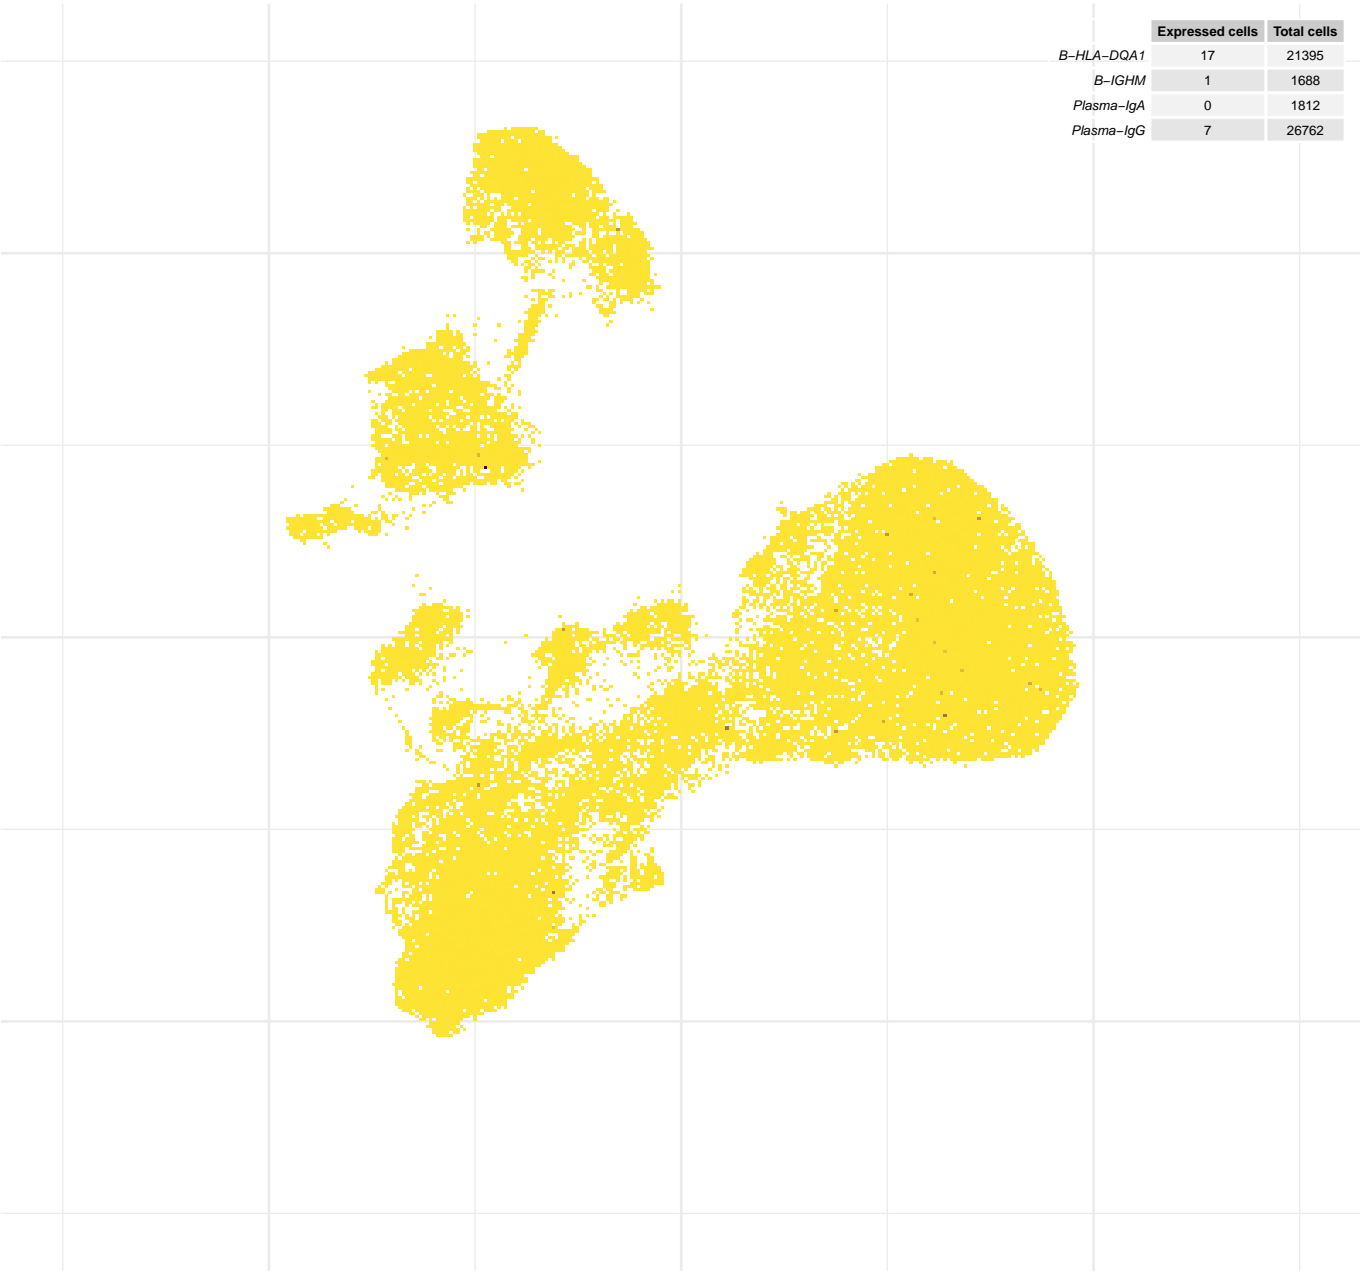 Expressed cells Total cells
B−HLA−DQA1 17 21395
B−IGHM 1 1688
Plasma−IgA 0 1812
Plasma−IgG 7 26762